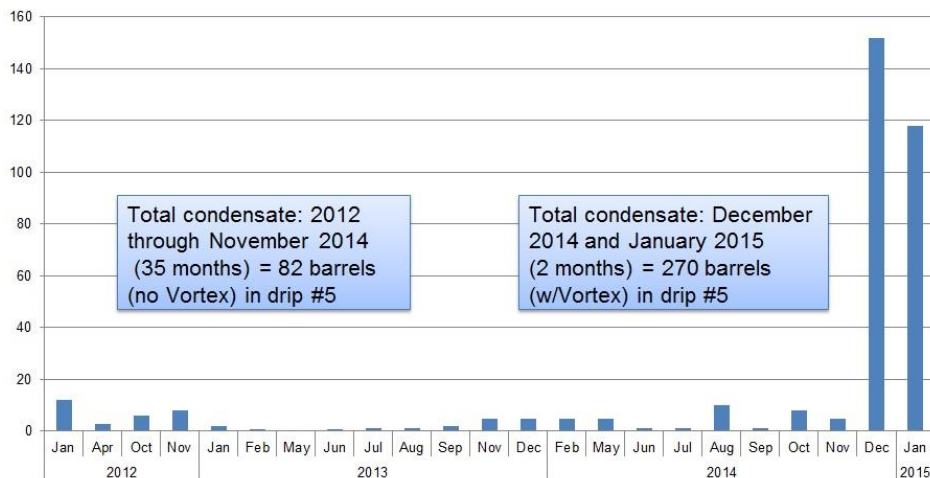 160
140
120
100
80
60
40
20
0
Total condensate: 2012
through November 2014
(35 months) = 82 barrels
(no Vortex) in drip #5
Total condensate: December
2014 and January 2015
(2 months) = 270 barrels
(w/Vortex) in drip #5
Jan Apr Oct Nov Jan Feb May Jun Jul Aug Sep Nov Dec Feb May Jun Jul Aug Sep Oct Nov Dec Jan
2012 2013 2014 2015